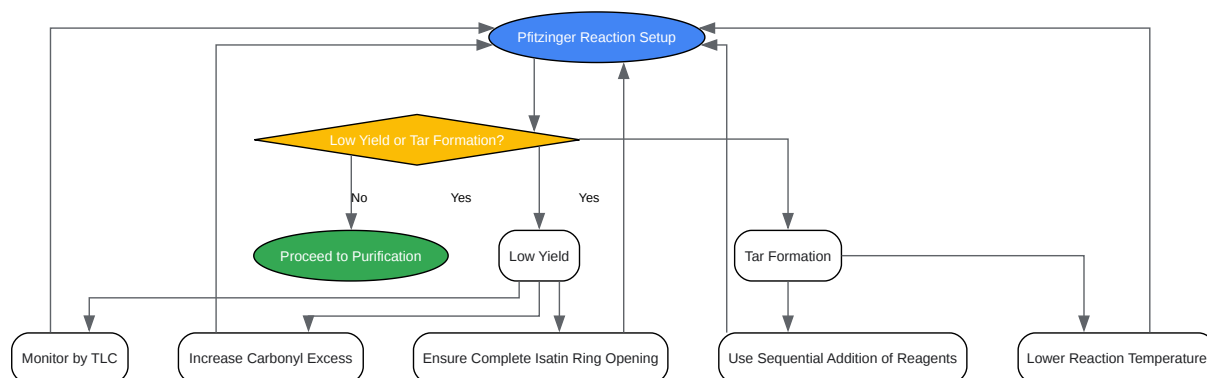 Pfitzinger Reaction Setup
Low Yield or Tar Formation?
No
Yes
Yes
Proceed to Purification
Low Yield
Tar Formation
Monitor by TLC
Increase Carbonyl Excess
Ensure Complete Isatin Ring Opening
Use Sequential Addition of Reagents
Lower Reaction Temperature